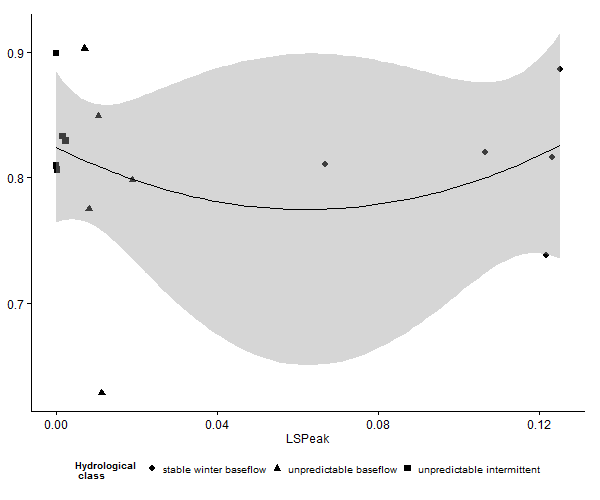 0.9
0.8
0.7
0.00 0.04 0.08 0.12
LSPeak
Hydrological
class
stable winter baseflow unpredictable baseflow unpredictable intermittent